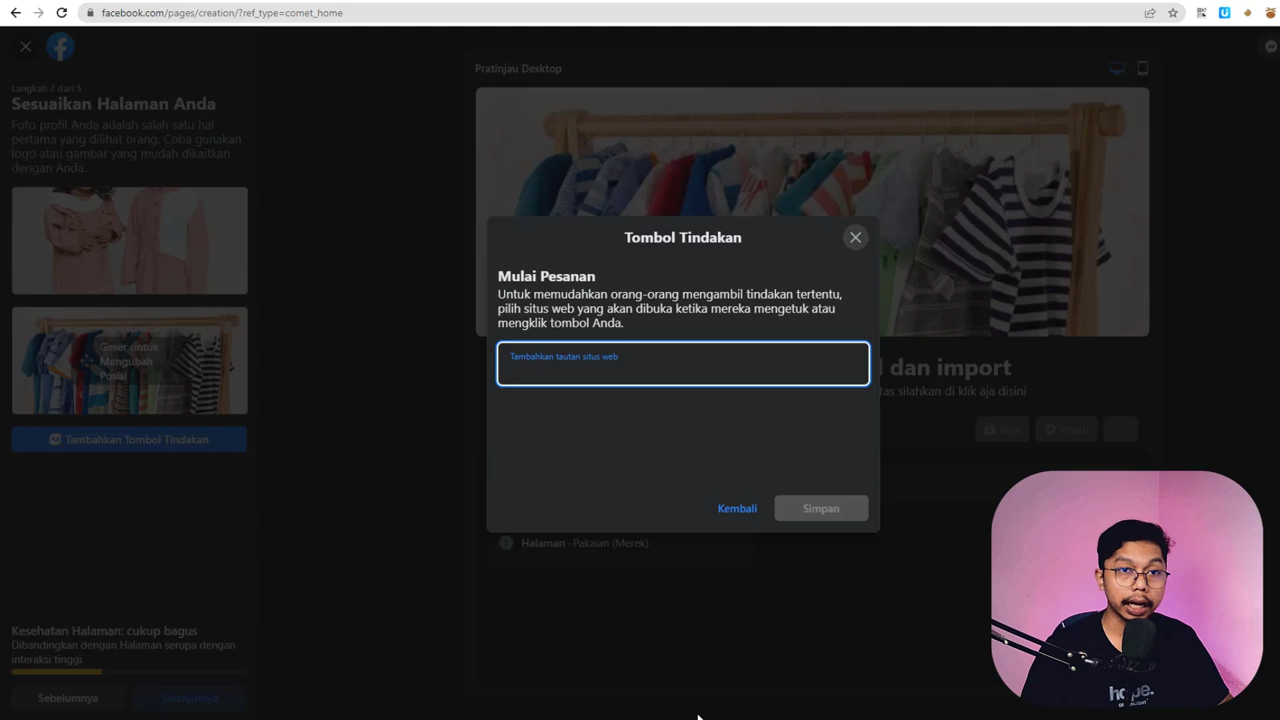 facebook.com/pages/creation/?ref_type=comet_home
Langkah 2 dari 5
Sesuaikan Halaman Anda
Foto profil Anda adalah salah satu hal
pertama yang dilihat orang. Coba gunakan
logo atau gambar yang mudah dikaitkan
dengan Anda.
Geser untuk
Mengubah
Posisi
Tambahkan Tombol Tindakan
Kesehatan Halaman: cukup bagus
Dibandingkan dengan Halaman serupa dengan
interaksi tinggi.
Sebelumnya
Selanjutnya
Pratinjau Desktop
Tombol Tindakan
Mulai Pesanan
Untuk memudahkan orang-orang mengambil tindakan tertentu,
pilih situs web yang akan dibuka ketika mereka mengetuk atau
mengklik tombol Anda.
Tambahkan tautan situs web
Kembali
Simpan
dan import
tas silahkan di klik aja disini
Halaman · Pakaian (Merek)
hope.